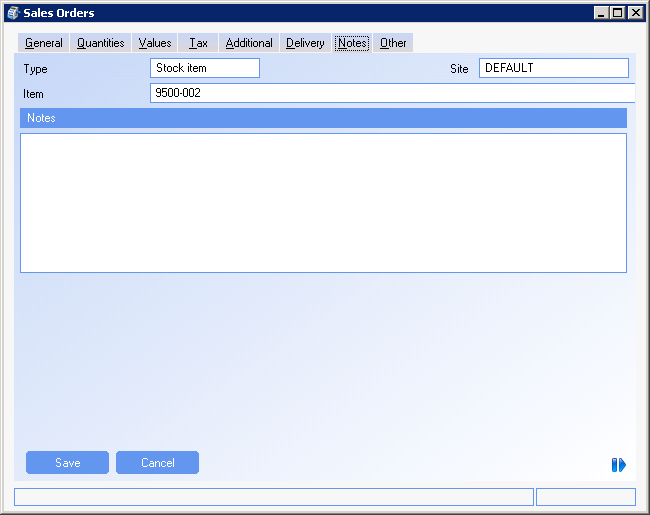 Sales Orders
General Quantities Values Tax Additional Delivery Notes Other
Type Stock item Site DEFAULT
Item 9500-002
Notes
Save Cancel